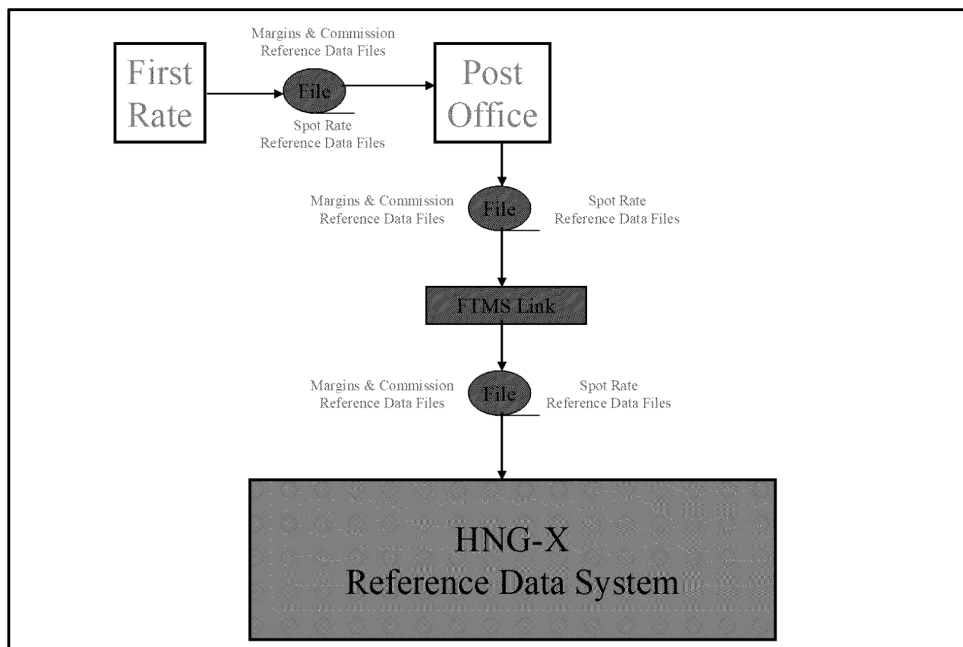 Margins & Commission
Reference Data Files
First
Rate
File
Post
Office
Spot Rate
Reference Data Files
Margins & Commission
Reference Data Files
File
Spot Rate
Reference Data Files
FTMS Link
Margins & Commission
Reference Data Files
File
Spot Rate
Reference Data Files
HNG-X
Reference Data System